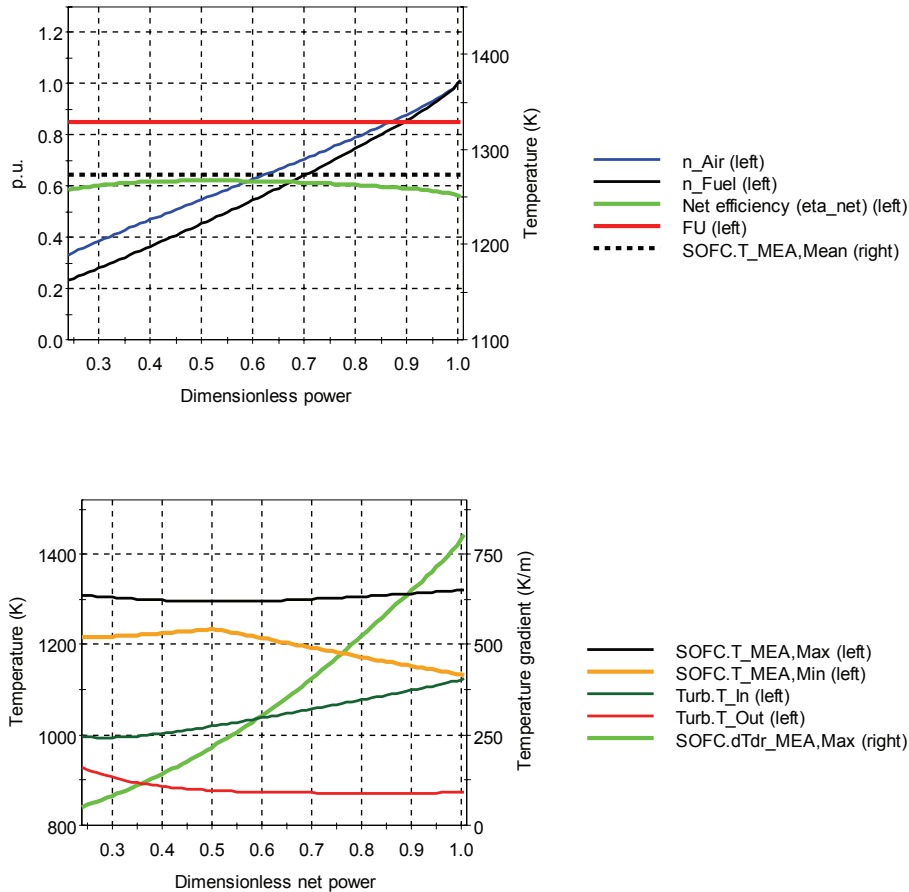 1.2
1.0
0.8
0.6
0.4
0.2
0.0
p.u.
1400
1300
1200
1100
Temperature (K)
0.3 0.4 0.5 0.6 0.7 0.8 0.9 1.0
Dimensionless power
n_Air (left)
n_Fuel (left)
Net efficiency (eta_net) (left)
FU (left)
SOFC.T_MEA,Mean (right)
1400
1200
1000
800
Temperature (K)
750
500
250
0
Temperature gradient (K/m)
0.3 0.4 0.5 0.6 0.7 0.8 0.9 1.0
Dimensionless net power
SOFC.T_MEA,Max (left)
SOFC.T_MEA,Min (left)
Turb.T_In (left)
Turb.T_Out (left)
SOFC.dTdr_MEA,Max (right)